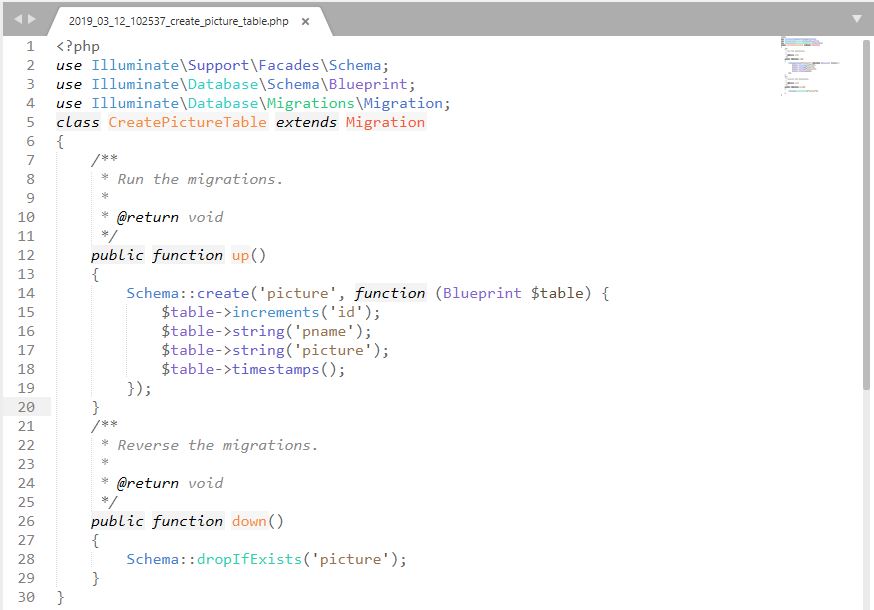 2019_03_12_102537_create_picture_table.php ×
1 <?php
2 use Illuminate\Support\Facades\Schema;
3 use Illuminate\Database\Schema\Blueprint;
4 use Illuminate\Database\Migrations\Migration;
5 class CreatePictureTable extends Migration
6 {
7     /**
8      * Run the migrations.
9      *
10      * @return void
11      */
12     public function up()
13     {
14         Schema::create('picture', function (Blueprint $table) {
15             $table->increments('id');
16             $table->string('pname');
17             $table->string('picture');
18             $table->timestamps();
19         });
20     }
21     /**
22      * Reverse the migrations.
23      *
24      * @return void
25      */
26     public function down()
27     {
28         Schema::dropIfExists('picture');
29     }
30 }